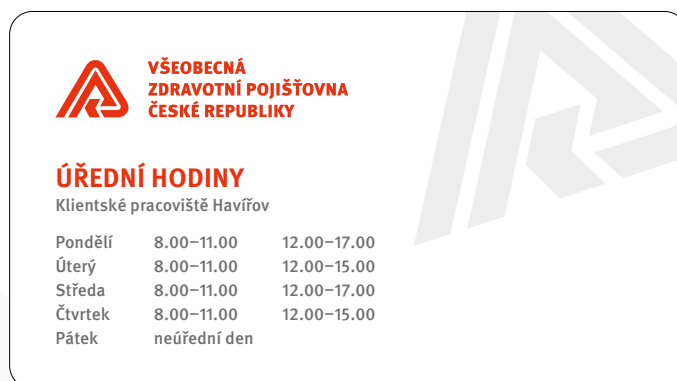 VŠEOBECNÁ
ZDRAVOTNÍ POJIŠŤOVNA
ČESKÉ REPUBLIKY
ÚŘEDNÍ HODINY
Klientské pracoviště Havířov
Pondělí 8.00–11.00 12.00–17.00
Úterý 8.00–11.00 12.00–15.00
Středa 8.00–11.00 12.00–17.00
Čtvrtek 8.00–11.00 12.00–15.00
Pátek neúřední den